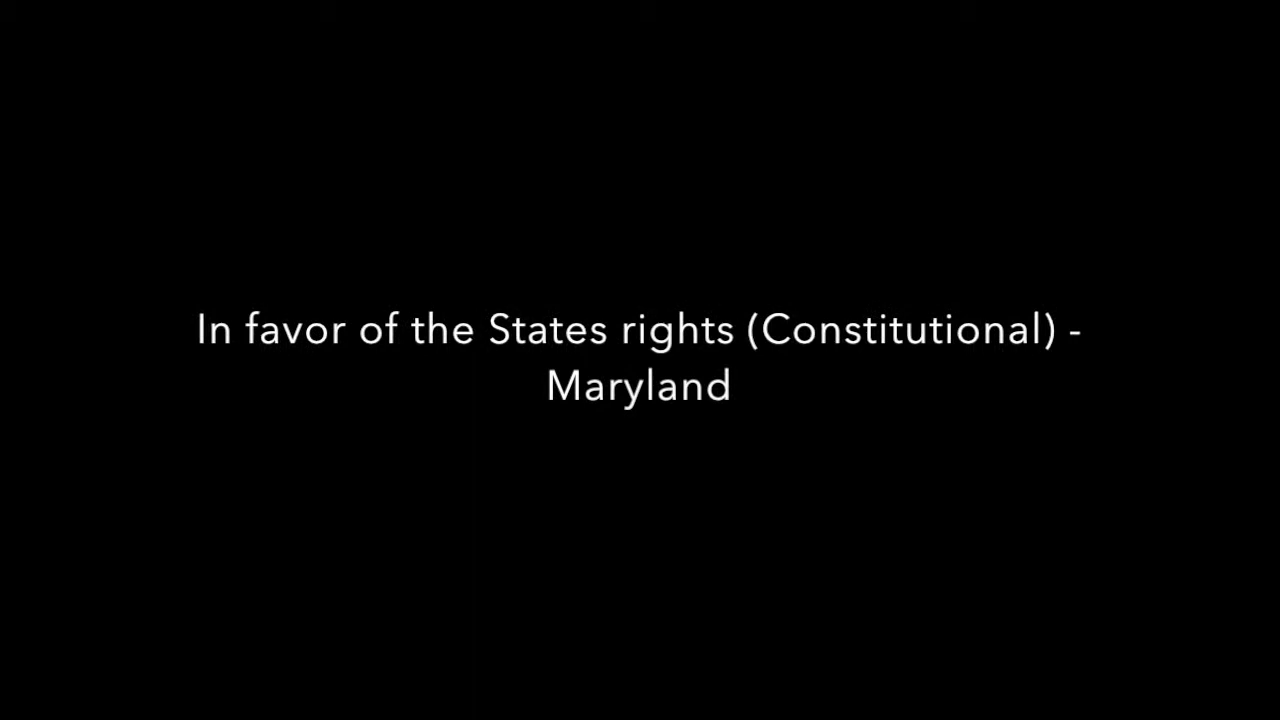 In favor of the States rights (Constitutional) -
Maryland